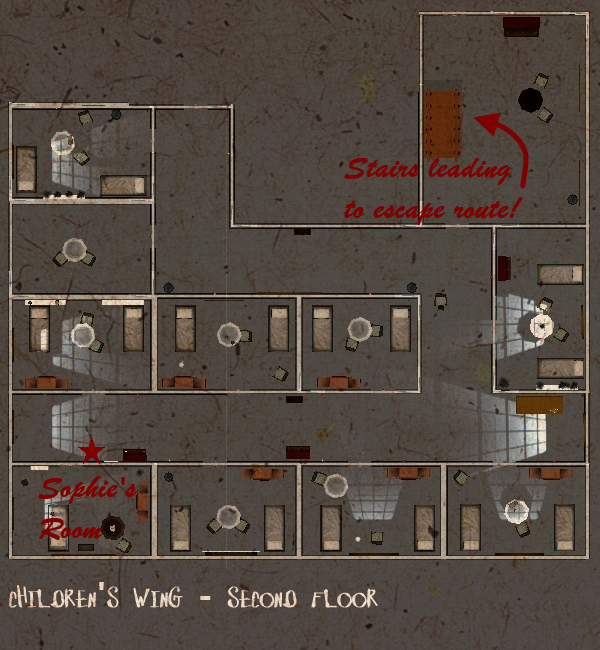 Stairs leading
to escape route!
Sophie's
Room
CHILDREN'S WING - SECOND FLOOR